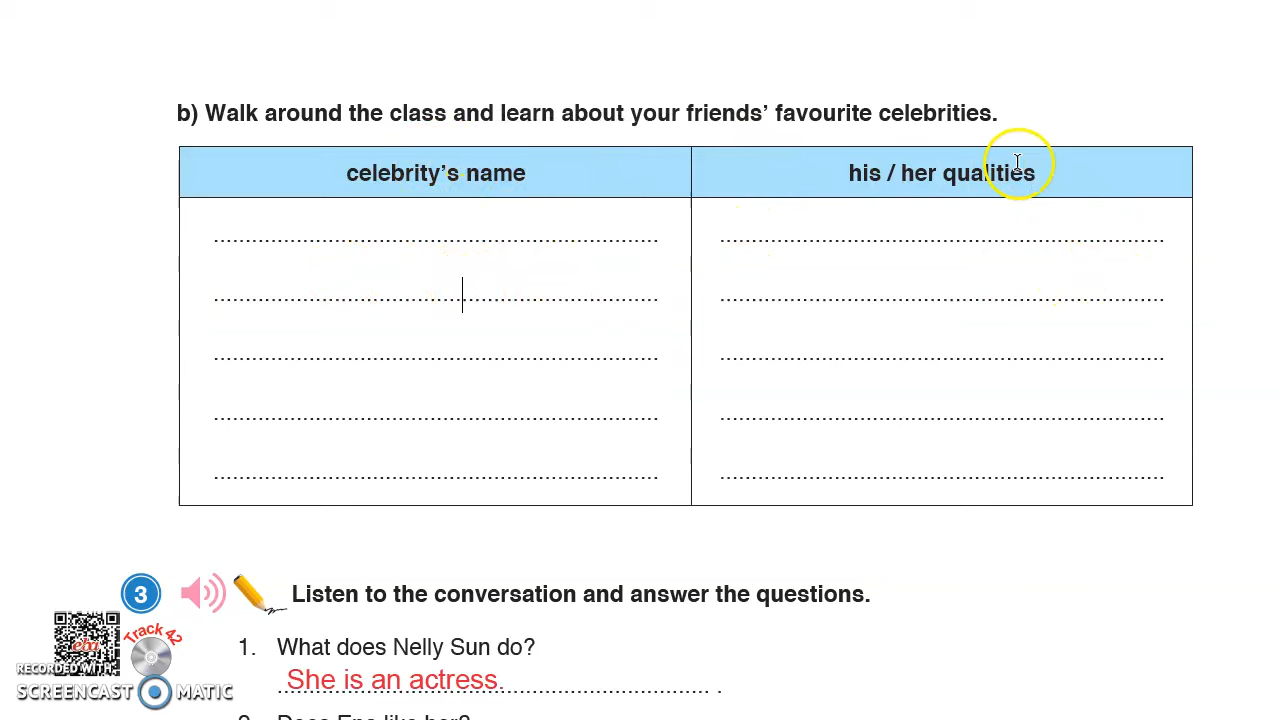 b) Walk around the class and learn about your friends’ favourite celebrities.
celebrity’s name
his / her qualities
3 Listen to the conversation and answer the questions.
eba
Track 42
1. What does Nelly Sun do?
She is an actress.
RECORDED WITH
SCREENCAST MATIC